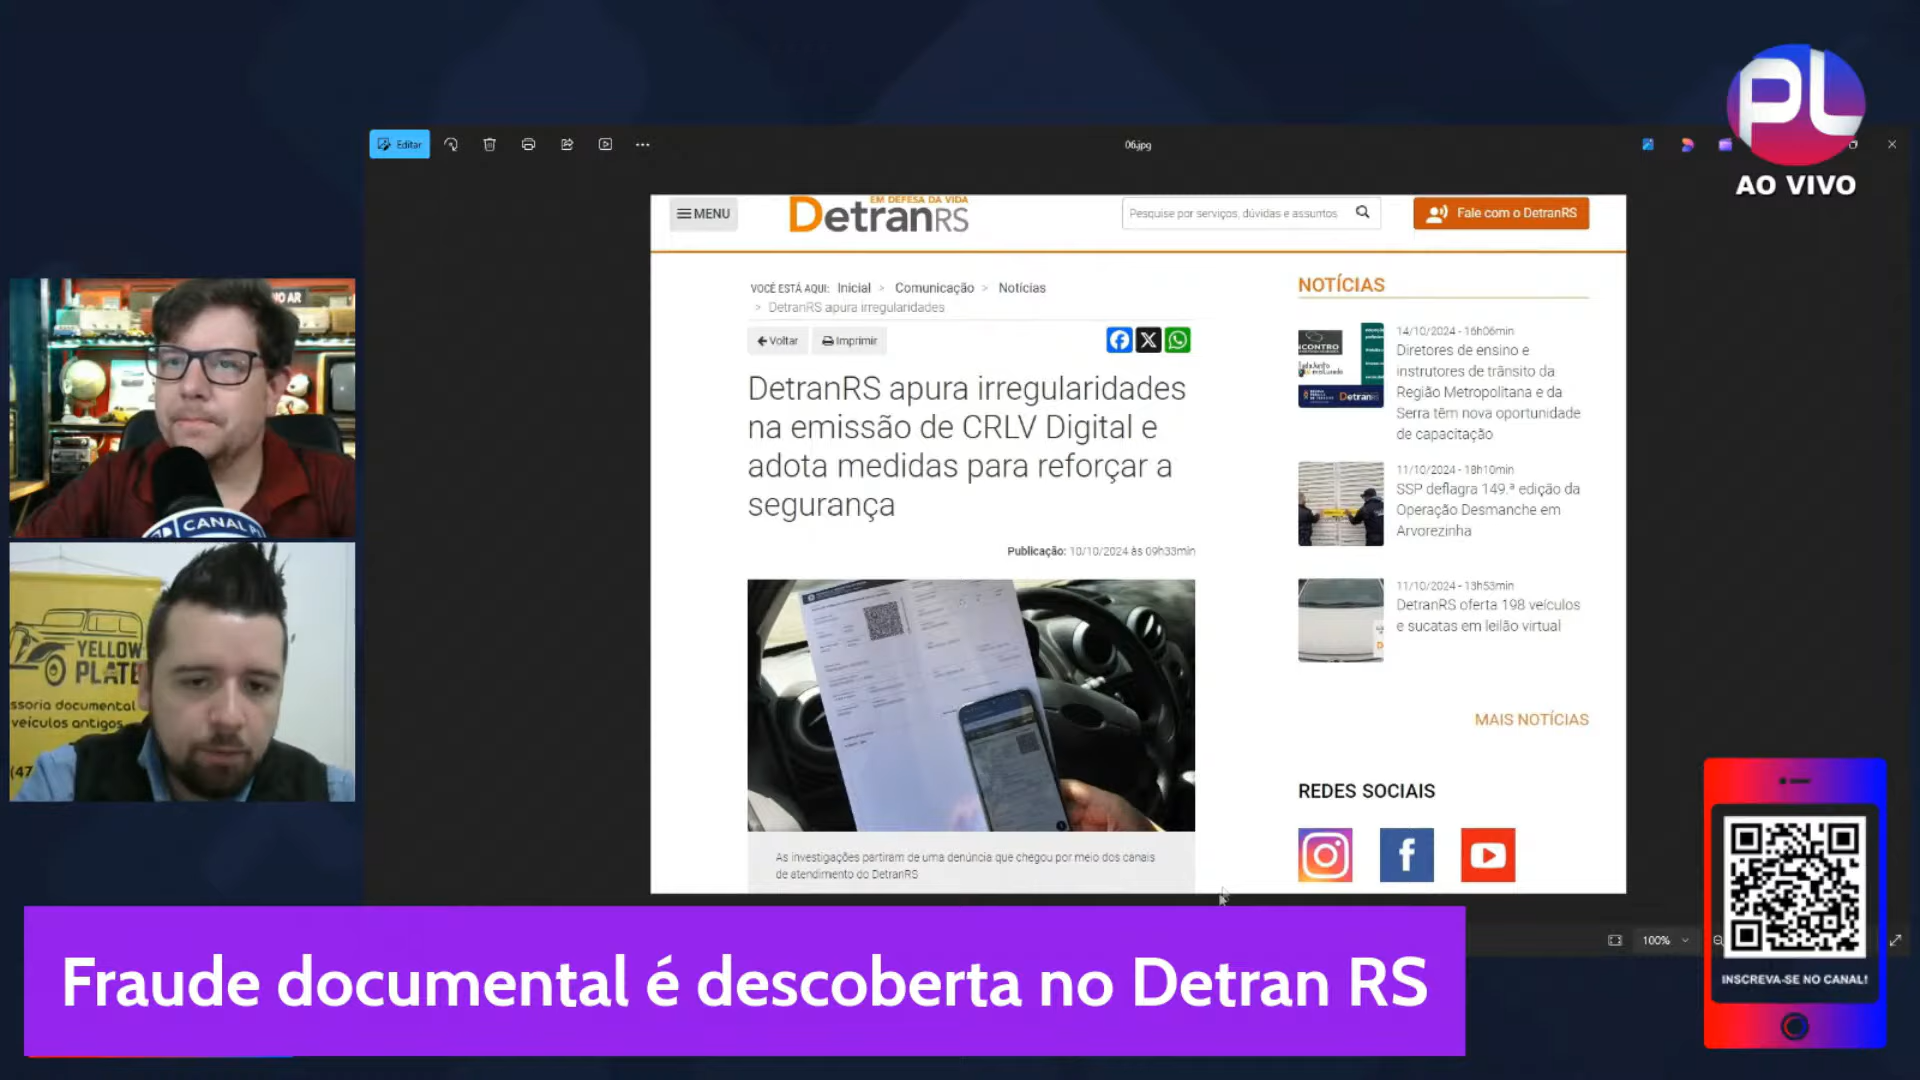 PL
AO VIVO
Editar
06.jpg
MENU
EM DEFESA DA VIDA
DetranRS
Pesquise por serviços, dúvidas e assuntos
Fale com o DetranRS
VOCÊ ESTÁ AQUI: Inicial > Comunicação > Notícias
> DetranRS apura irregularidades
Voltar
Imprimir
DetranRS apura irregularidades
na emissão de CRLV Digital e
adota medidas para reforçar a
segurança
Publicação: 10/10/2024 às 09h33min
As investigações partiram de uma denúncia que chegou por meio dos canais
de atendimento do DetranRS
NOTÍCIAS
14/10/2024 - 16h06min
Diretores de ensino e
instrutores de trânsito da
Região Metropolitana e da
Serra têm nova oportunidade
de capacitação
11/10/2024 - 18h10min
SSP deflagra 149.ª edição da
Operação Desmanche em
Arvorezinha
11/10/2024 - 13h53min
DetranRS oferta 198 veículos
e sucatas em leilão virtual
MAIS NOTÍCIAS
REDES SOCIAIS
NO AR
CANAL P
YELLOW
PLATE
ssoria documental
veículos antigos
(47
100%
INSCREVA-SE NO CANAL!
Fraude documental é descoberta no Detran RS